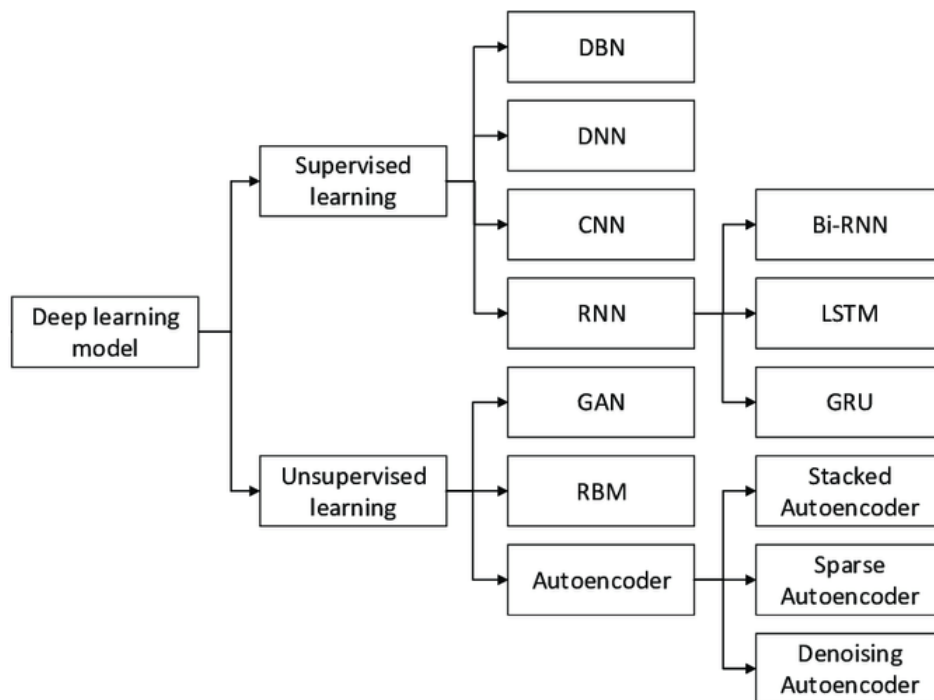 DBN
DNN
Supervised
learning
CNN
Bi-RNN
Deep learning
model
RNN
LSTM
GAN
GRU
Unsupervised
learning
RBM
Stacked
Autoencoder
Autoencoder
Sparse
Autoencoder
Denoising
Autoencoder